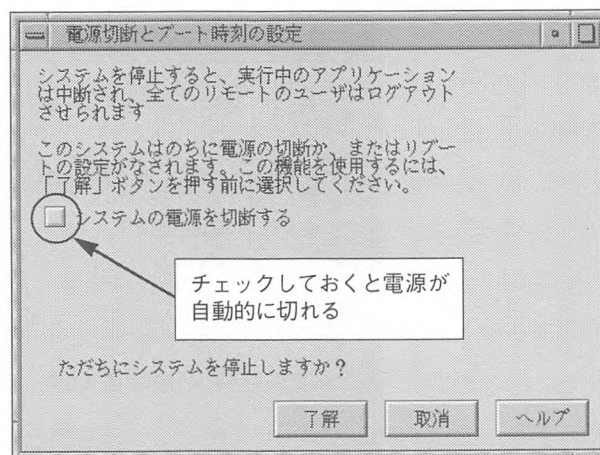 電源切断とブート時刻の設定
システムを停止すると、実行中のアプリケーション
は中断され、全てのリモートのユーザはログアウト
させられます
このシステムはのちに電源の切断か、またはリブー
トの設定がなされます。この機能を使用するには、
「了解」ボタンを押す前に選択してください。
システムの電源を切断する
チェックしておくと電源が
自動的に切れる
ただちにシステムを停止しますか？
了解 取消 ヘルプ